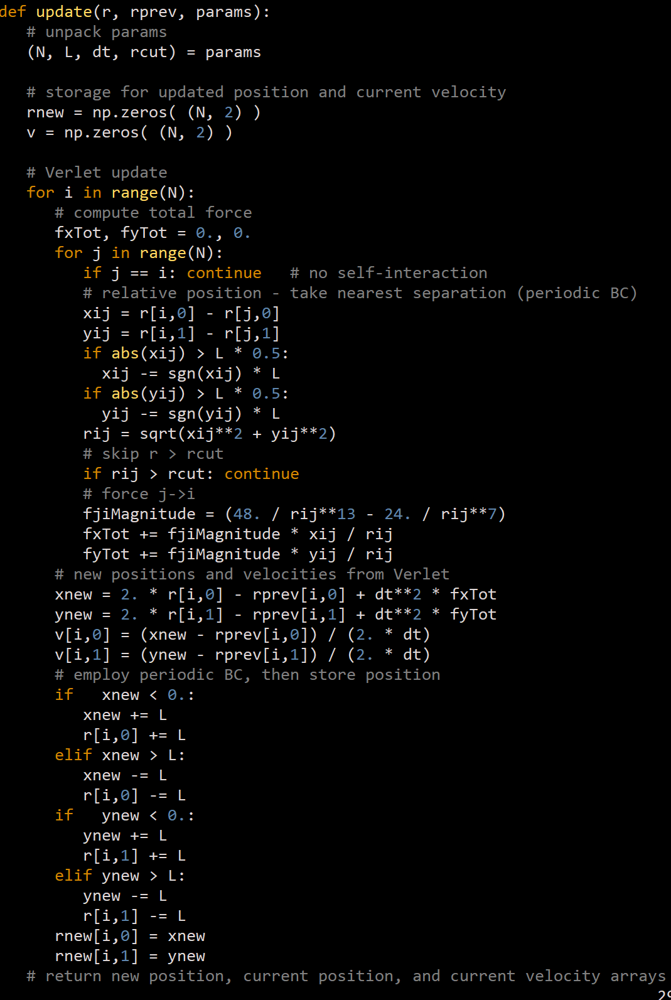 def update(r, rprev, params):
   # unpack params
   (N, L, dt, rcut) = params

   # storage for updated position and current velocity
   rnew = np.zeros( (N, 2) )
   v = np.zeros( (N, 2) )

   # Verlet update
   for i in range(N):
      # compute total force
      fxTot, fyTot = 0., 0.
      for j in range(N):
         if j == i: continue   # no self-interaction
         # relative position - take nearest separation (periodic BC)
         xij = r[i,0] - r[j,0]
         yij = r[i,1] - r[j,1]
         if abs(xij) > L * 0.5:
           xij -= sgn(xij) * L
         if abs(yij) > L * 0.5:
           yij -= sgn(yij) * L
         rij = sqrt(xij**2 + yij**2)
         # skip r > rcut
         if rij > rcut: continue
         # force j->i
         fjiMagnitude = (48. / rij**13 - 24. / rij**7)
         fxTot += fjiMagnitude * xij / rij
         fyTot += fjiMagnitude * yij / rij
      # new positions and velocities from Verlet
      xnew = 2. * r[i,0] - rprev[i,0] + dt**2 * fxTot
      ynew = 2. * r[i,1] - rprev[i,1] + dt**2 * fyTot
      v[i,0] = (xnew - rprev[i,0]) / (2. * dt)
      v[i,1] = (ynew - rprev[i,1]) / (2. * dt)
      # employ periodic BC, then store position
      if   xnew < 0.:
         xnew += L
         r[i,0] += L
      elif xnew > L:
         xnew -= L
         r[i,0] -= L
      if   ynew < 0.:
         ynew += L
         r[i,1] += L
      elif ynew > L:
         ynew -= L
         r[i,1] -= L
      rnew[i,0] = xnew
      rnew[i,1] = ynew
   # return new position, current position, and current velocity arrays